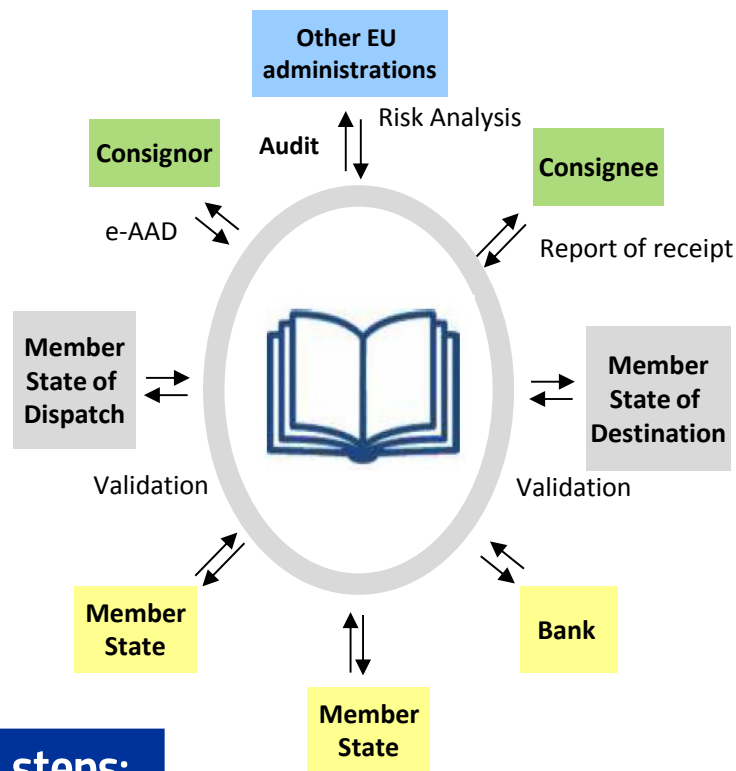 Other EU
administrations
Audit
Risk Analysis
Consignor
Consignee
e-AAD
Report of receipt
Member
State of
Dispatch
Member
State of
Destination
Validation
Validation
Member
State
Bank
Member
State
steps: